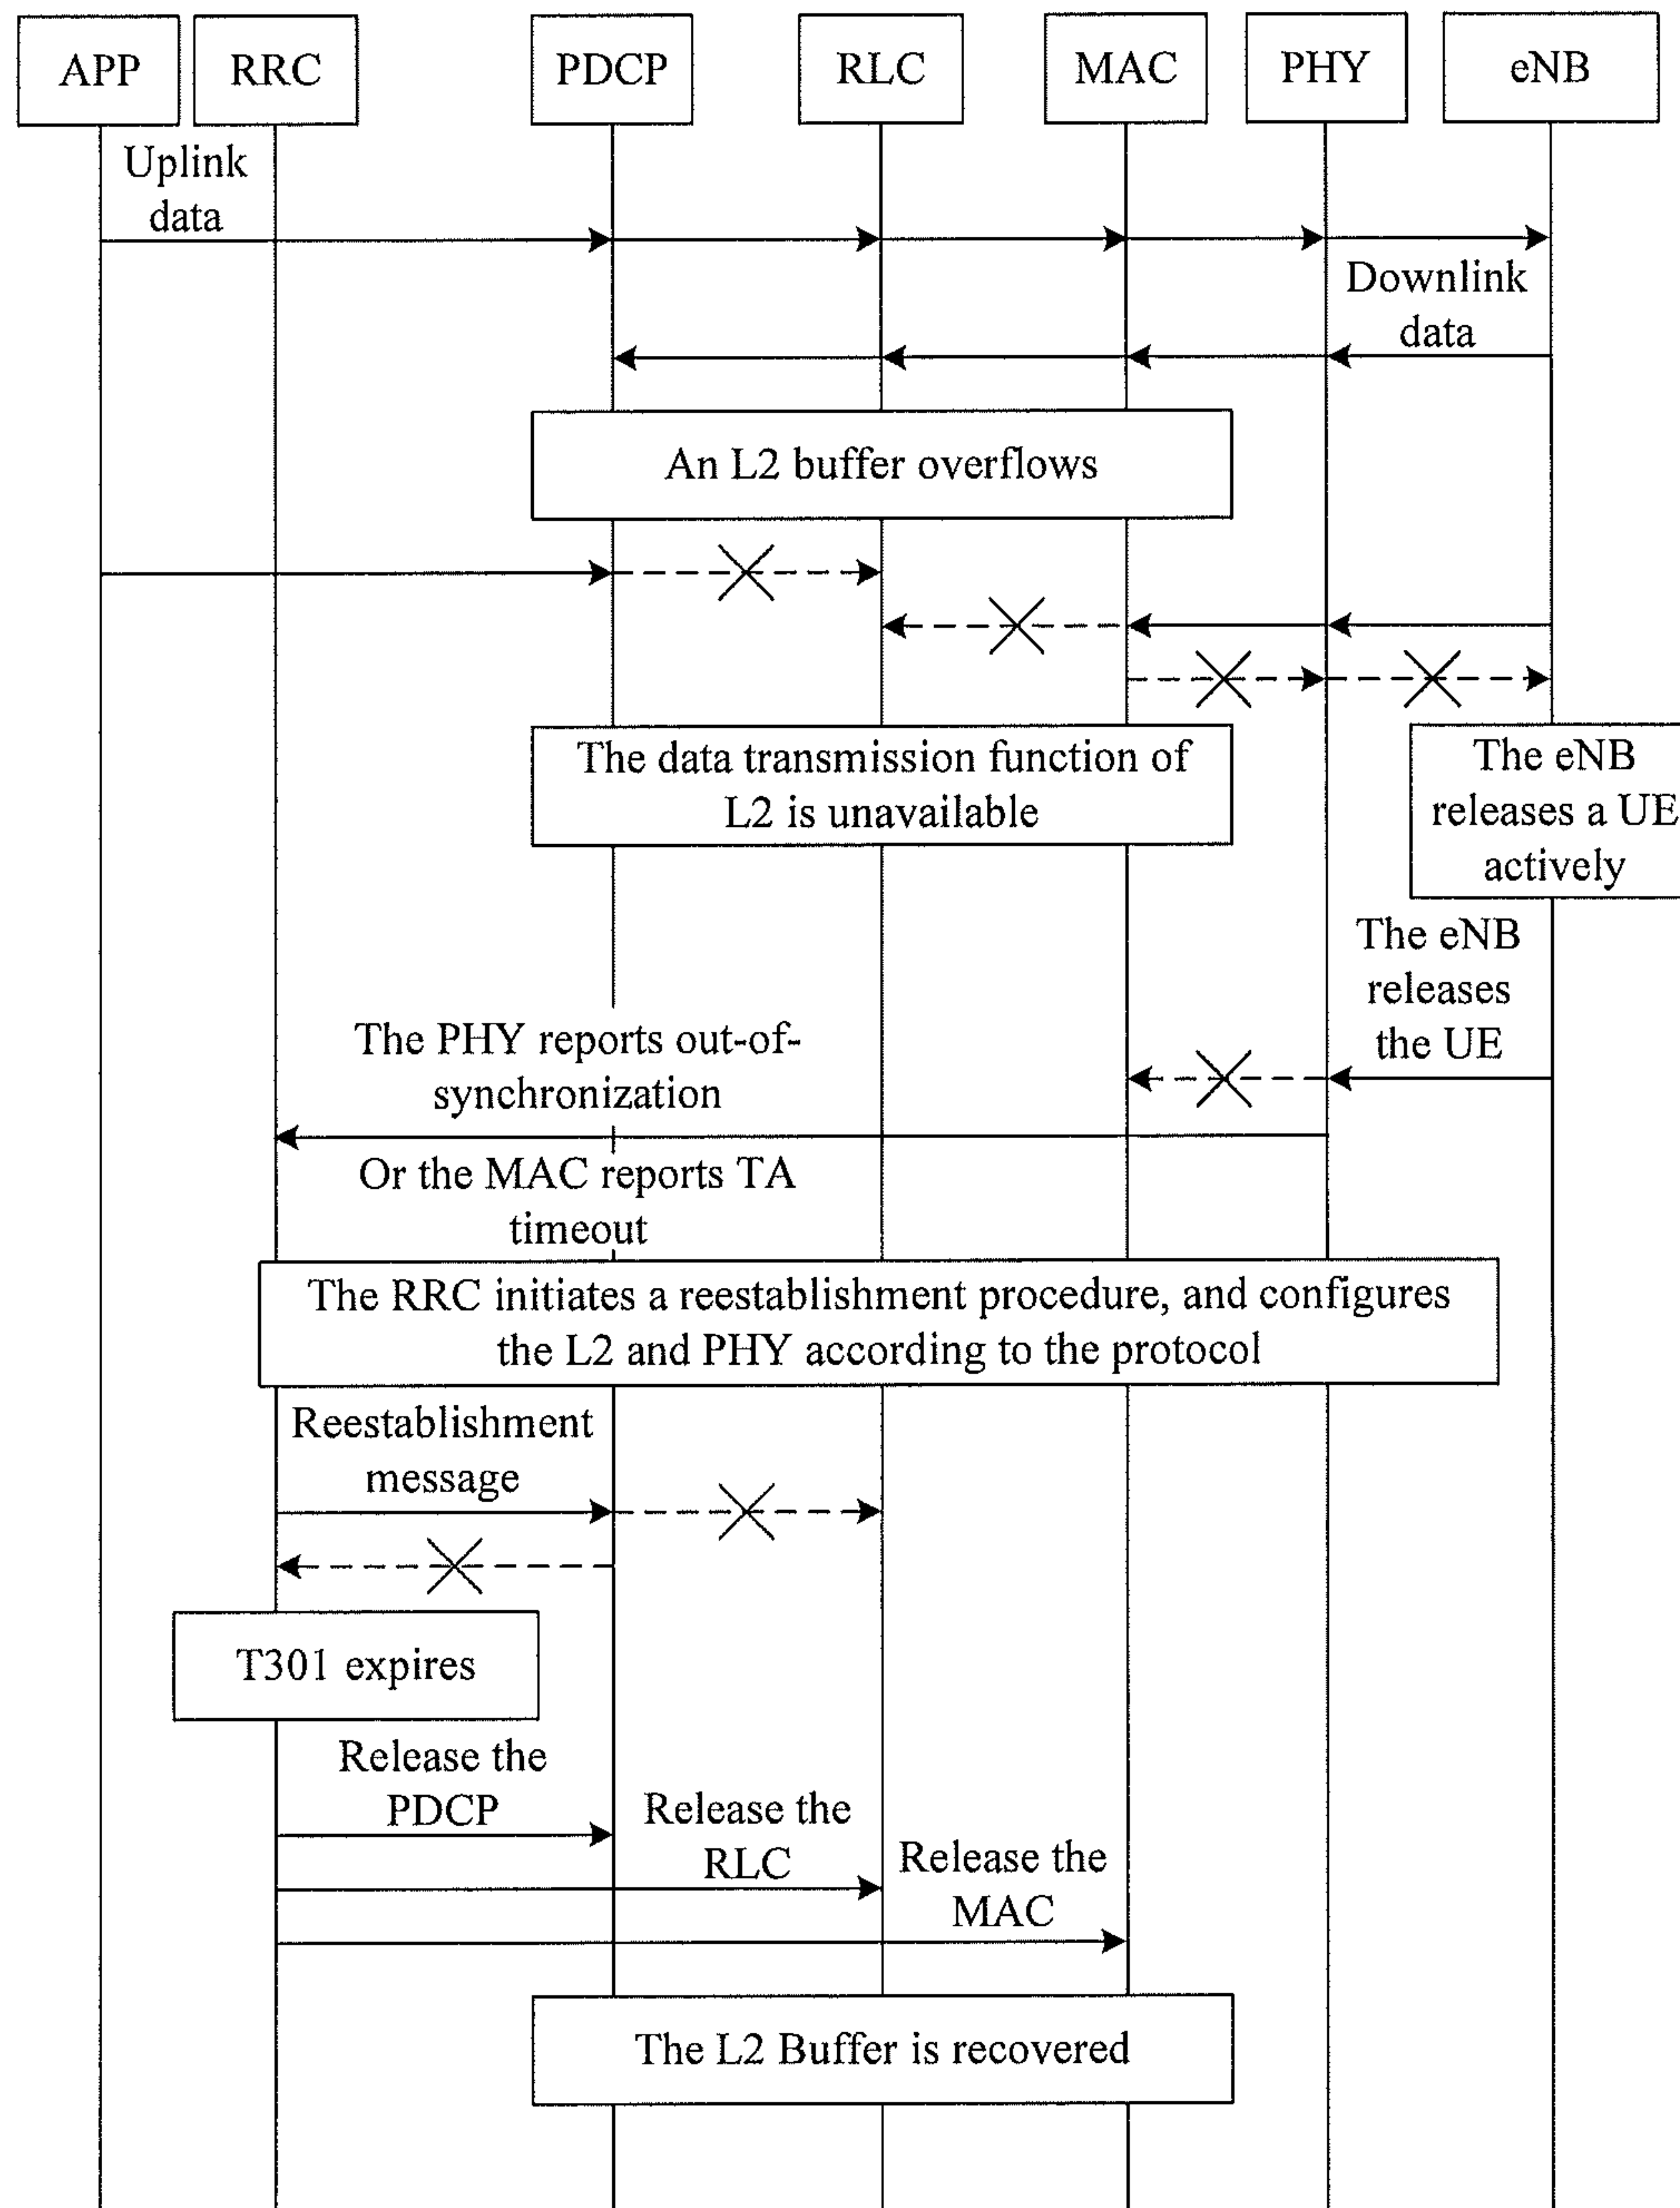 APP
RRC
PDCP
RLC
MAC
PHY
eNB
Uplink
data
Downlink
data
An L2 buffer overflows
The data transmission function of
L2 is unavailable
The eNB
releases a UE
actively
The eNB
releases
the UE
The PHY reports out-of-
synchronization
Or the MAC reports TA
timeout
The RRC initiates a reestablishment procedure, and configures
the L2 and PHY according to the protocol
Reestablishment
message
T301 expires
Release the
PDCP
Release the
RLC
Release the
MAC
The L2 Buffer is recovered